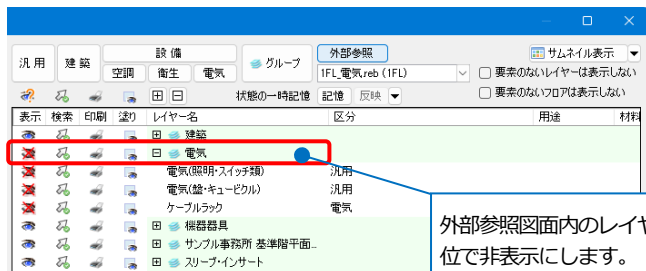 設備
外部参照
サムネイル表示
汎用 建築 空調 衛生 電気 グループ 1FL_電気.reb (1FL) 要素のないレイヤーは表示しない
状態の一時記憶 記憶 反映 要素のないフロアは表示しない
表示 検索 印刷 塗り レイヤー名 区分 用途 材料
建築
電気
電気(照明・スイッチ類) 汎用
電気(盤・キュービクル) 汎用
ケーブルラック 電気
機器器具
サンプル事務所 基準階平面...
スリーブ・インサート
外部参照図面内のレイヤ
位で非表示にします。